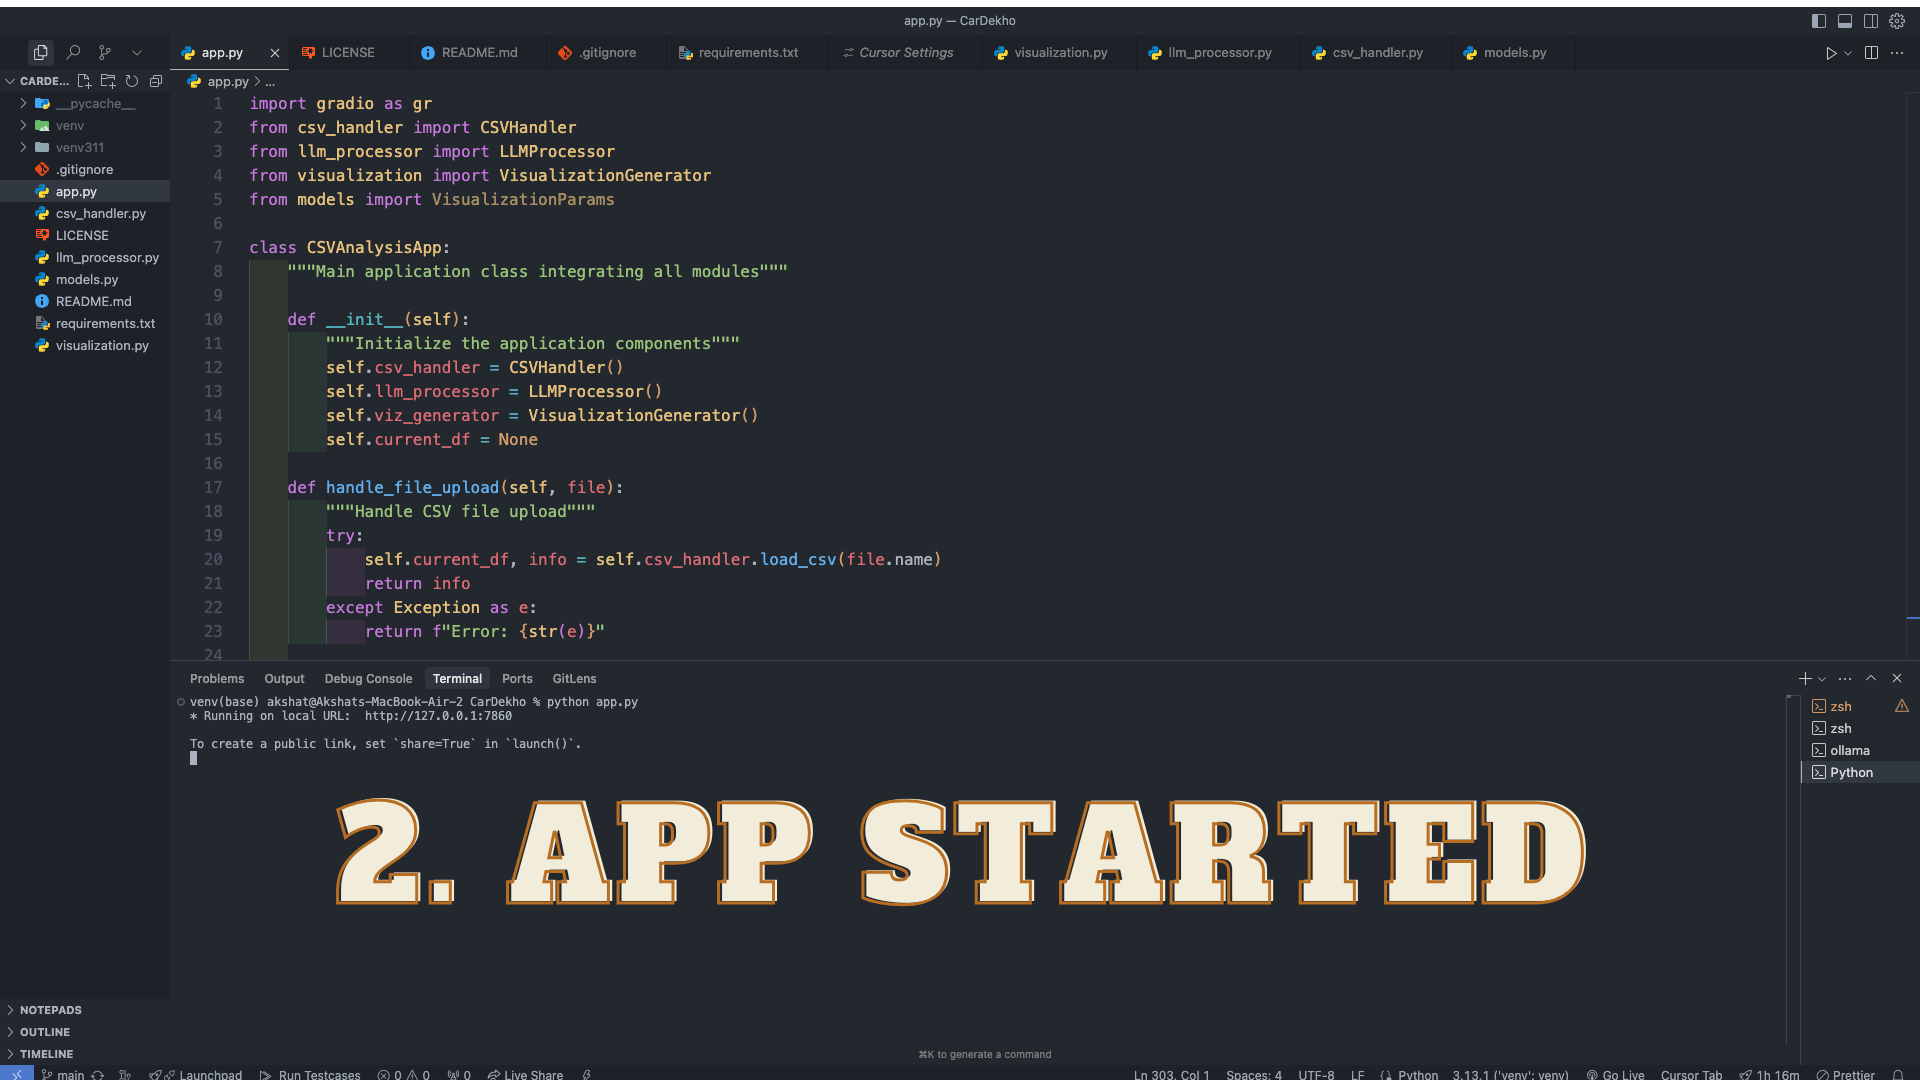 app.py — CarDekho
app.py LICENSE README.md .gitignore requirements.txt Cursor Settings visualization.py llm_processor.py csv_handler.py models.py
CARDE...
app.py > ...
__pycache__
venv
venv311
.gitignore
app.py
csv_handler.py
LICENSE
llm_processor.py
models.py
README.md
requirements.txt
visualization.py
1 import gradio as gr
2 from csv_handler import CSVHandler
3 from llm_processor import LLMProcessor
4 from visualization import VisualizationGenerator
5 from models import VisualizationParams
6
7 class CSVAnalysisApp:
8 """Main application class integrating all modules"""
9
10 def __init__(self):
11 """Initialize the application components"""
12 self.csv_handler = CSVHandler()
13 self.llm_processor = LLMProcessor()
14 self.viz_generator = VisualizationGenerator()
15 self.current_df = None
16
17 def handle_file_upload(self, file):
18 """Handle CSV file upload"""
19 try:
20 self.current_df, info = self.csv_handler.load_csv(file.name)
21 return info
22 except Exception as e:
23 return f"Error: {str(e)}"
24
Problems Output Debug Console Terminal Ports GitLens
venv(base) akshat@Akshats-MacBook-Air-2 CarDekho % python app.py
* Running on local URL: http://127.0.0.1:7860
To create a public link, set `share=True` in `launch()`.
zsh
zsh
ollama
Python
2. APP STARTED
NOTEPADS
OUTLINE
TIMELINE
⌘K to generate a command
main Launchpad Run Testcases 0 0 0 Live Share Ln 303, Col 1 Spaces: 4 UTF-8 LF Python 3.13.1 ('venv': venv) Go Live Cursor Tab 1h 16m Prettier